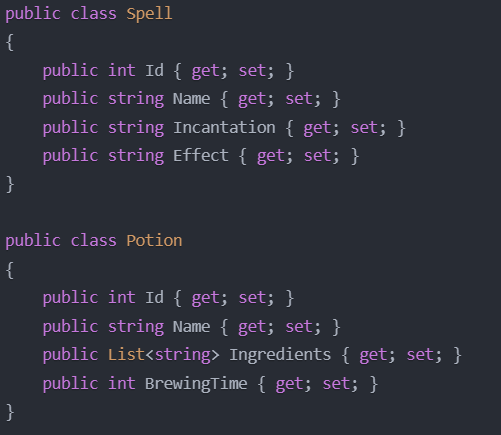 public class Spell
{
    public int Id { get; set; }
    public string Name { get; set; }
    public string Incantation { get; set; }
    public string Effect { get; set; }
}

public class Potion
{
    public int Id { get; set; }
    public string Name { get; set; }
    public List<string> Ingredients { get; set; }
    public int BrewingTime { get; set; }
}